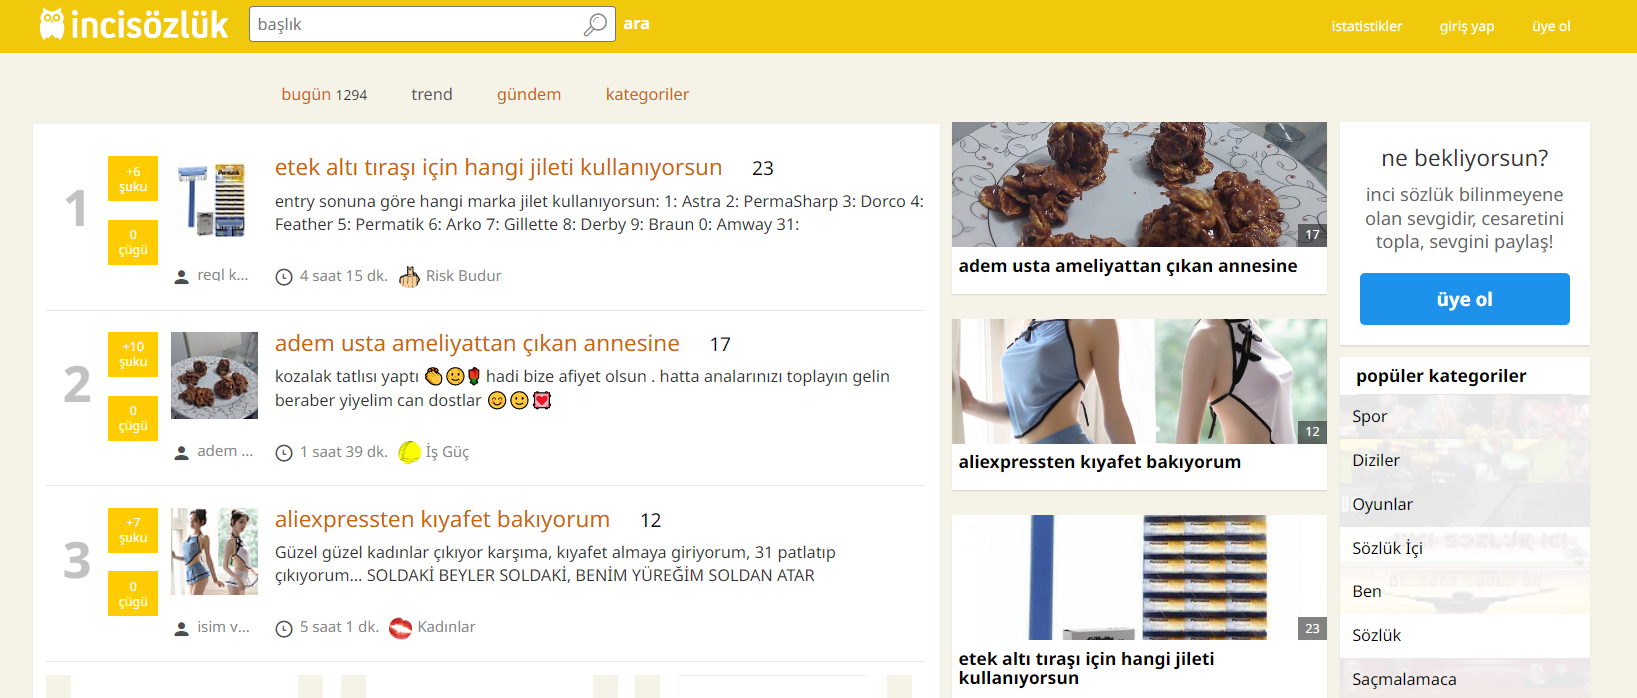 incisözlük
başlık
ara
istatistikler
giriş yap
üye ol
bugün 1294
trend
gündem
kategoriler
1
+6
şuku
0
çügü
etek altı tıraşı için hangi jileti kullanıyorsun 23
entry sonuna göre hangi marka jilet kullanıyorsun: 1: Astra 2: PermaSharp 3: Dorco 4:
Feather 5: Permatik 6: Arko 7: Gillette 8: Derby 9: Braun 0: Amway 31:
regl k...
4 saat 15 dk.
Risk Budur
2
+10
şuku
0
çügü
adem usta ameliyattan çıkan annesine 17
kozalak tatlısı yaptı 👏🙂🌹 hadi bize afiyet olsun . hatta analarınızı toplayın gelin
beraber yiyelim can dostlar 😊🙂💟
adem ...
1 saat 39 dk.
İş Güç
3
+7
şuku
0
çügü
aliexpressten kıyafet bakıyorum 12
Güzel güzel kadınlar çıkıyor karşıma, kıyafet almaya giriyorum, 31 patlatıp
çıkıyorum... SOLDAKİ BEYLER SOLDAKİ, BENİM YÜREĞİM SOLDAN ATAR
isim v...
5 saat 1 dk.
Kadınlar
17
adem usta ameliyattan çıkan annesine
12
aliexpressten kıyafet bakıyorum
23
etek altı tıraşı için hangi jileti
kullanıyorsun
ne bekliyorsun?
inci sözlük bilinmeyene
olan sevgidir, cesaretini
topla, sevgini paylaş!
üye ol
popüler kategoriler
Spor
Diziler
Oyunlar
Sözlük İçi
Ben
Sözlük
Saçmalamaca